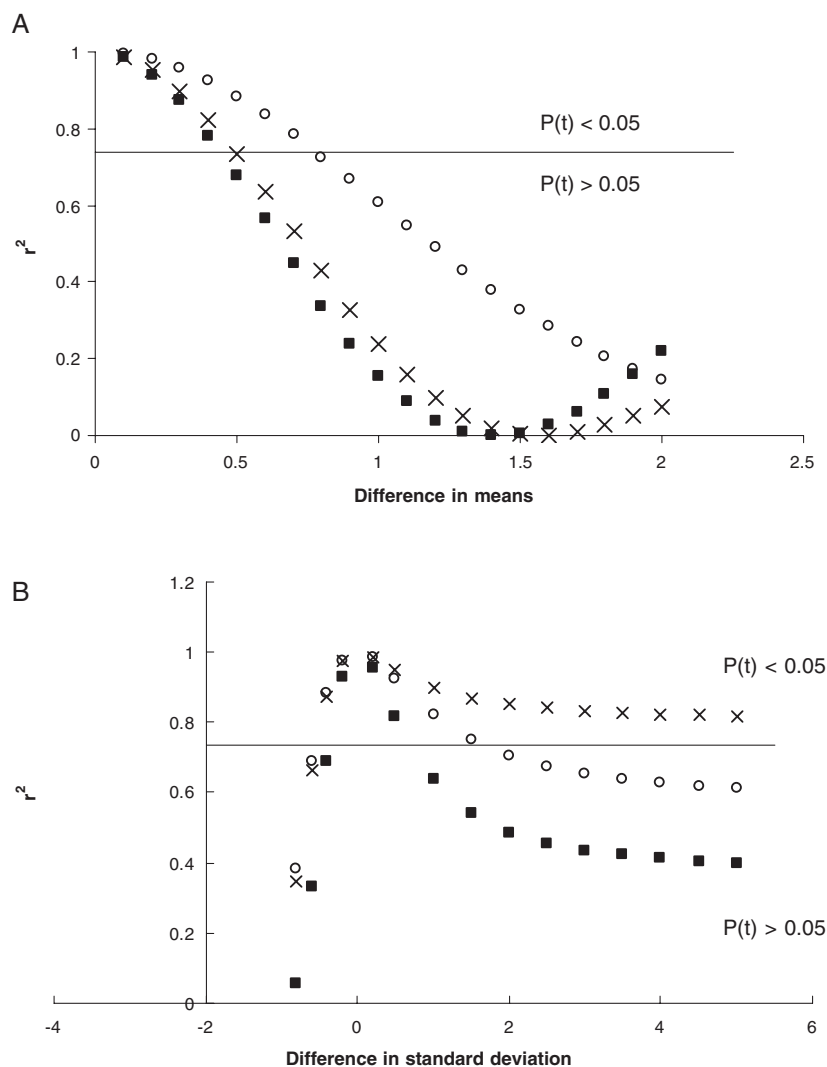 A
1
0.8
0.6
0.4
0.2
0
r²
P(t) < 0.05
P(t) > 0.05
0 0.5 1 1.5 2 2.5
Difference in means
B
1.2
1
0.8
0.6
0.4
0.2
0
r²
P(t) < 0.05
P(t) > 0.05
-4 -2 0 2 4 6
Difference in standard deviation